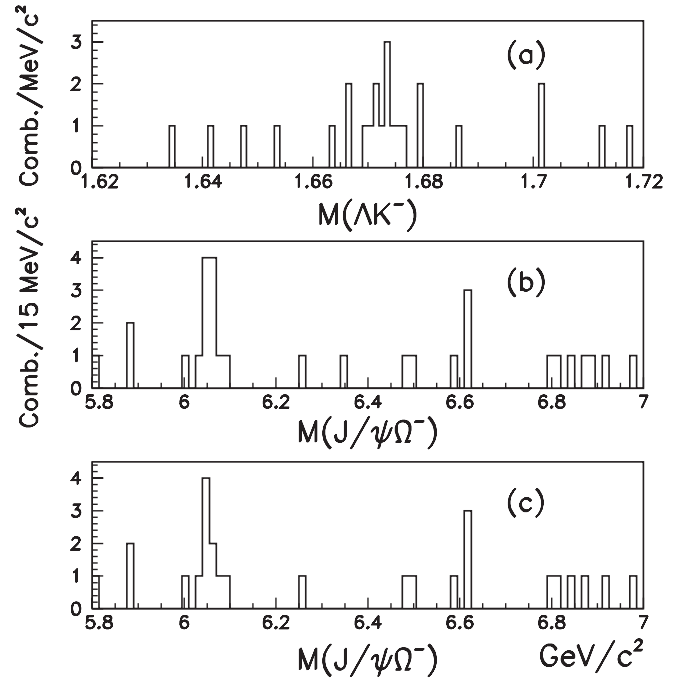 Comb./MeV/c²
3
2
1
0
(a)
1.62 1.64 1.66 1.68 1.7 1.72
M(ΛK⁻)
Comb./15 MeV/c²
4
3
2
1
0
(b)
5.8 6 6.2 6.4 6.6 6.8 7
M(J/ψΩ⁻)
4
3
2
1
0
(c)
5.8 6 6.2 6.4 6.6 6.8 7
M(J/ψΩ⁻) GeV/c²